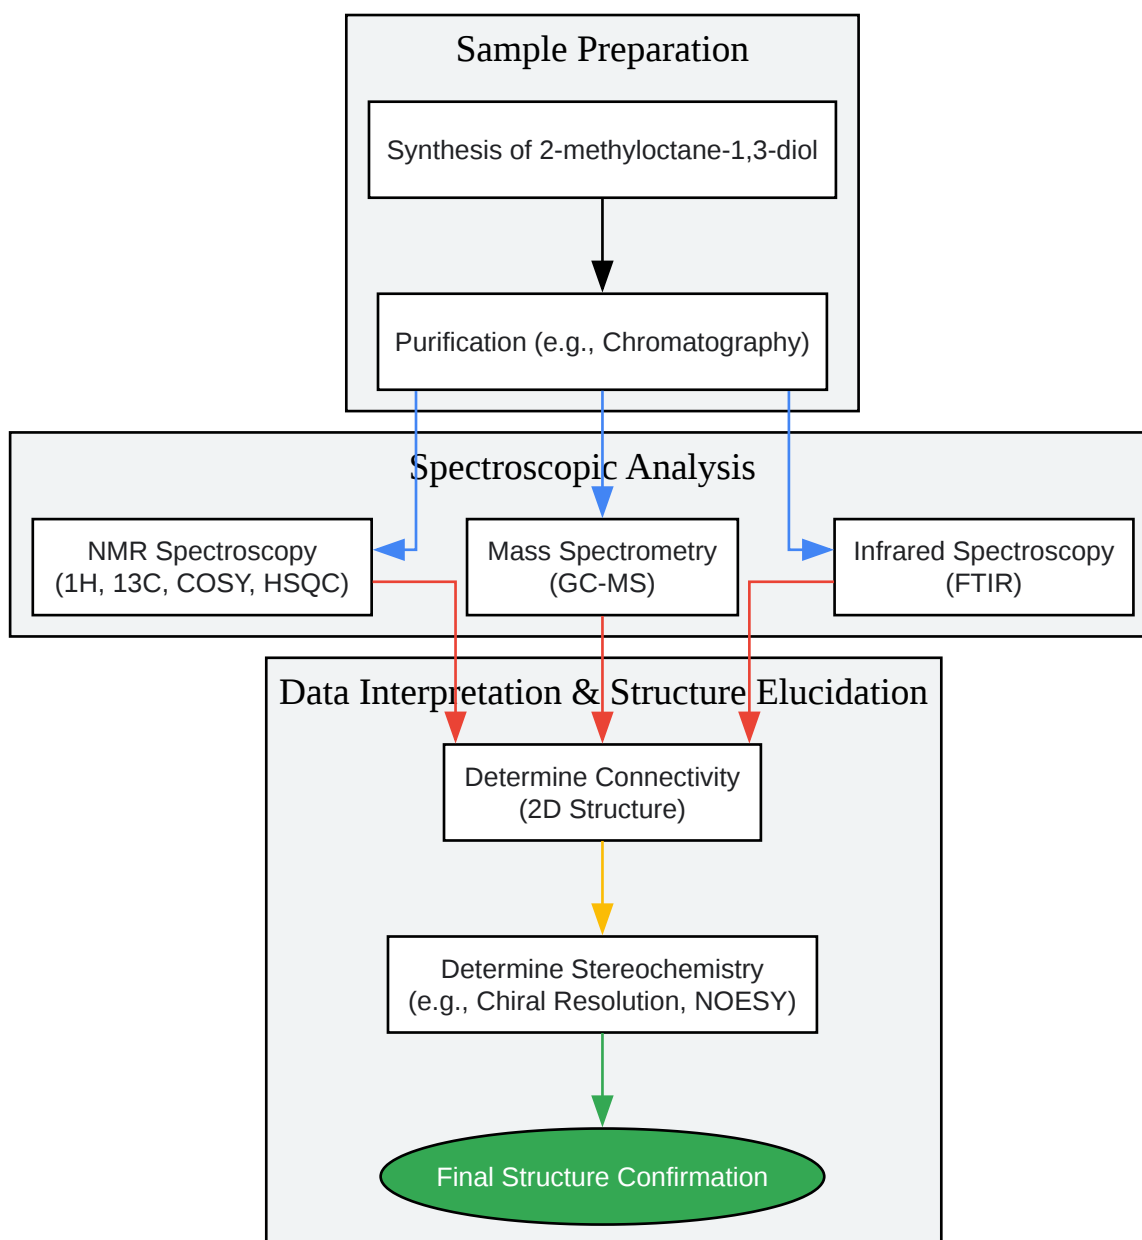 Sample Preparation
Synthesis of 2-methyloctane-1,3-diol
Purification (e.g., Chromatography)
Spectroscopic Analysis
NMR Spectroscopy
(1H, 13C, COSY, HSQC)
Mass Spectrometry
(GC-MS)
Infrared Spectroscopy
(FTIR)
Data Interpretation & Structure Elucidation
Determine Connectivity
(2D Structure)
Determine Stereochemistry
(e.g., Chiral Resolution, NOESY)
Final Structure Confirmation